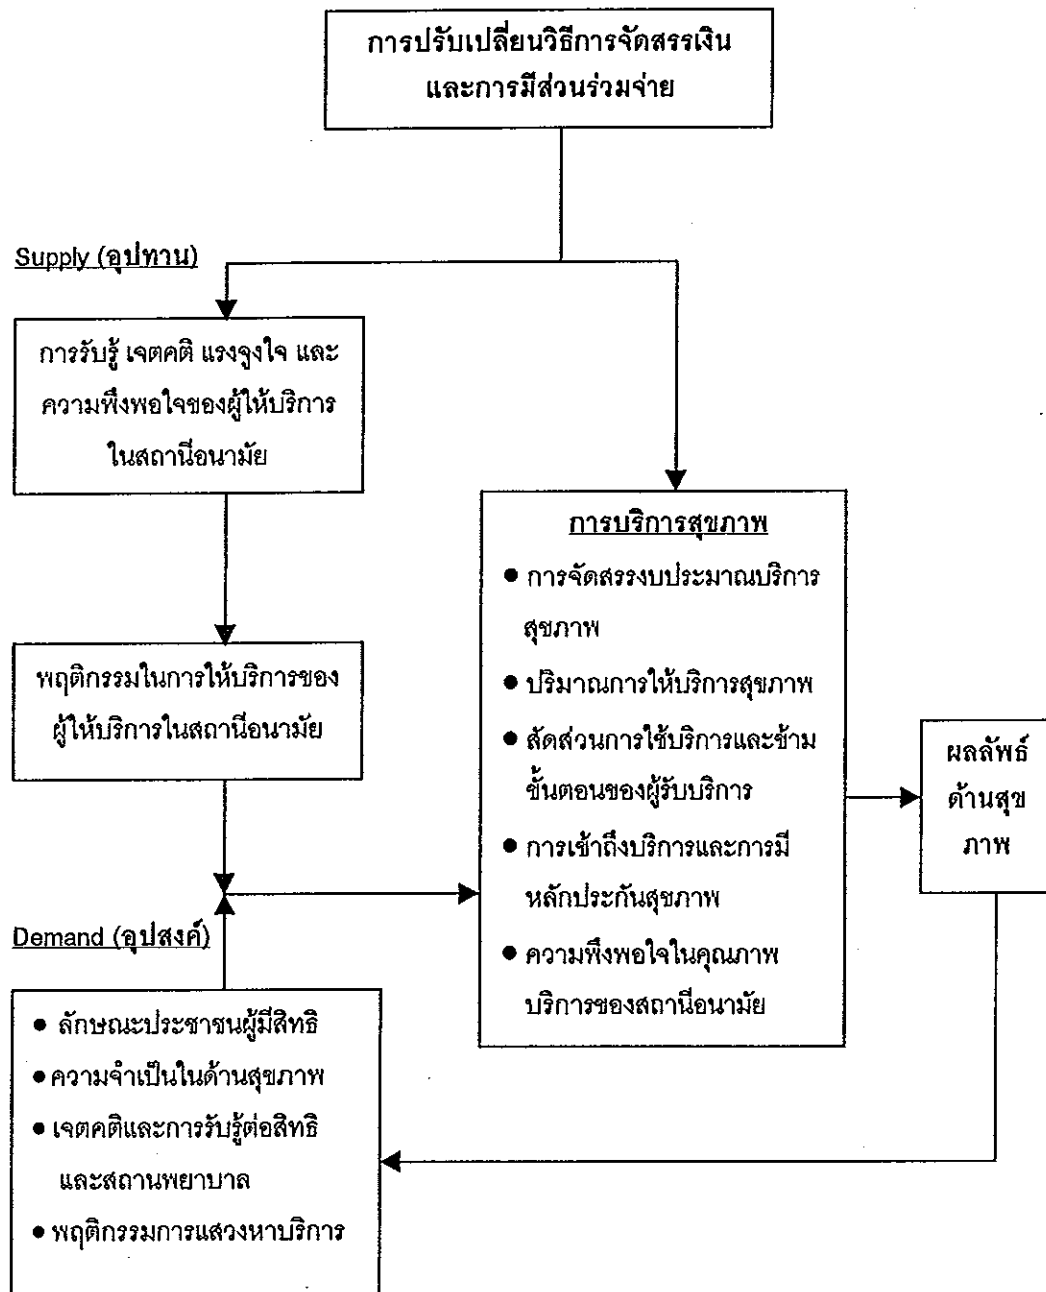 การปรับเปลี่ยนวิธีการจัดสรรเงิน
และการมีส่วนร่วมจ่าย
Supply (อุปทาน)
การรับรู้ เจตคติ แรงจูงใจ และ
ความพึงพอใจของผู้ให้บริการ
ในสถานีอนามัย
พฤติกรรมในการให้บริการของ
ผู้ให้บริการในสถานีอนามัย
Demand (อุปสงค์)
● ลักษณะประชาชนผู้มีสิทธิ
● ความจำเป็นในด้านสุขภาพ
● เจตคติและการรับรู้ต่อสิทธิ
และสถานพยาบาล
● พฤติกรรมการแสวงหาบริการ
การบริการสุขภาพ
● การจัดสรรงบประมาณบริการ
สุขภาพ
● ปริมาณการให้บริการสุขภาพ
● สัดส่วนการใช้บริการและข้าม
ขั้นตอนของผู้รับบริการ
● การเข้าถึงบริการและการมี
หลักประกันสุขภาพ
● ความพึงพอใจในคุณภาพ
บริการของสถานีอนามัย
ผลลัพธ์
ด้านสุข
ภาพ